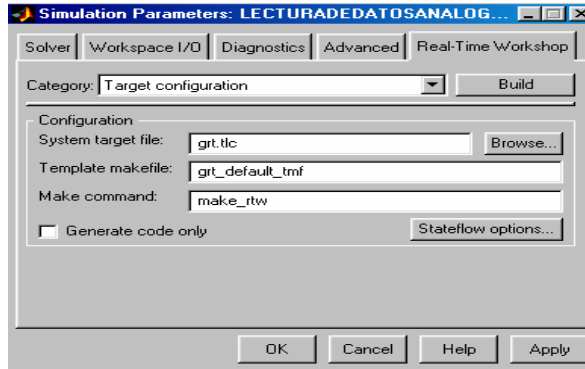 Simulation Parameters: LECTURADEDATOSANALOG...
Solver Workspace I/O Diagnostics Advanced Real-Time Workshop
Category: Target configuration Build
Configuration
System target file: grt.tlc Browse...
Template makefile: grt_default_tmf
Make command: make_rtw
Generate code only Stateflow options...
OK Cancel Help Apply